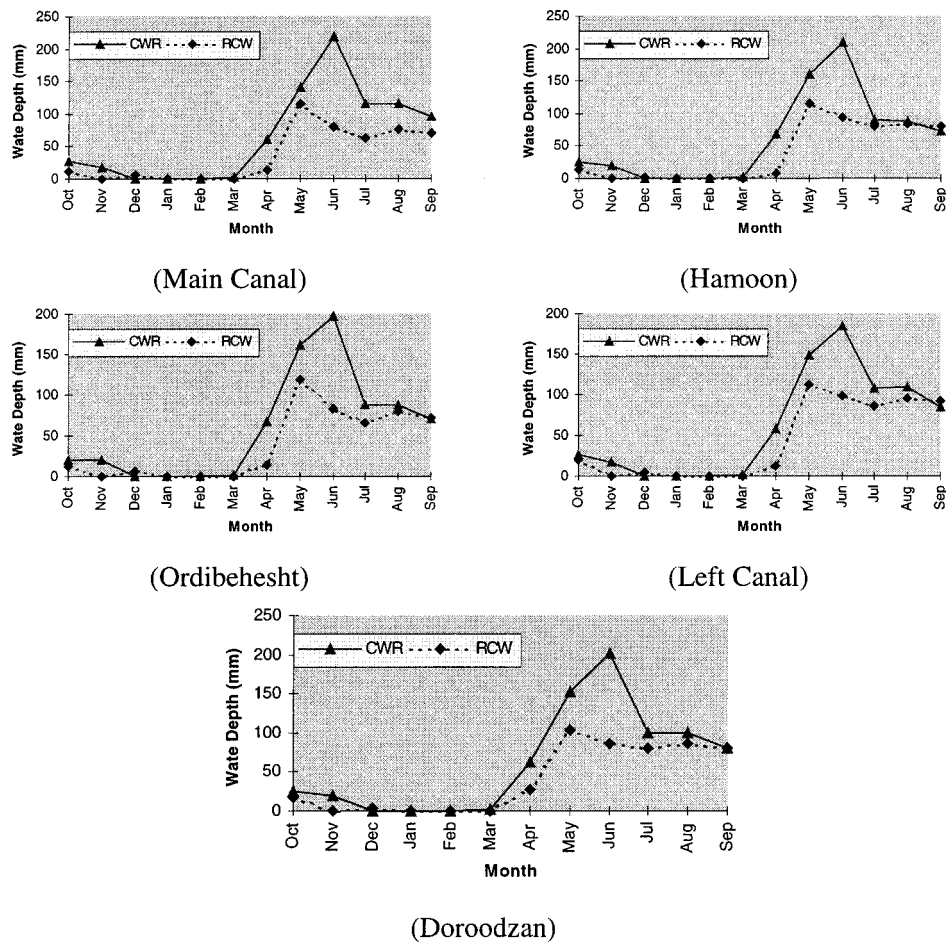 250
200
150
100
50
0
Wate Depth (mm)
CWR RCW
Oct Nov Dec Jan Feb Mar Apr May Jun Jul Aug Sep
Month
(Main Canal)
250
200
150
100
50
0
Wate Depth (mm)
CWR RCW
Oct Nov Dec Jan Feb Mar Apr May Jun Jul Aug Sep
Month
(Hamoon)
200
150
100
50
0
Water Depth (mm)
CWR RCW
Oct Nov Dec Jan Feb Mar Apr May Jun Jul Aug Sep
Month
(Ordibehesht)
200
150
100
50
0
Water Depth (mm)
CWR RCW
Oct Nov Dec Jan Feb Mar Apr May Jun Jul Aug Sep
Month
(Left Canal)
250
200
150
100
50
0
Wate Depth (mm)
CWR RCW
Oct Nov Dec Jan Feb Mar Apr May Jun Jul Aug Sep
Month
(Doroodzan)